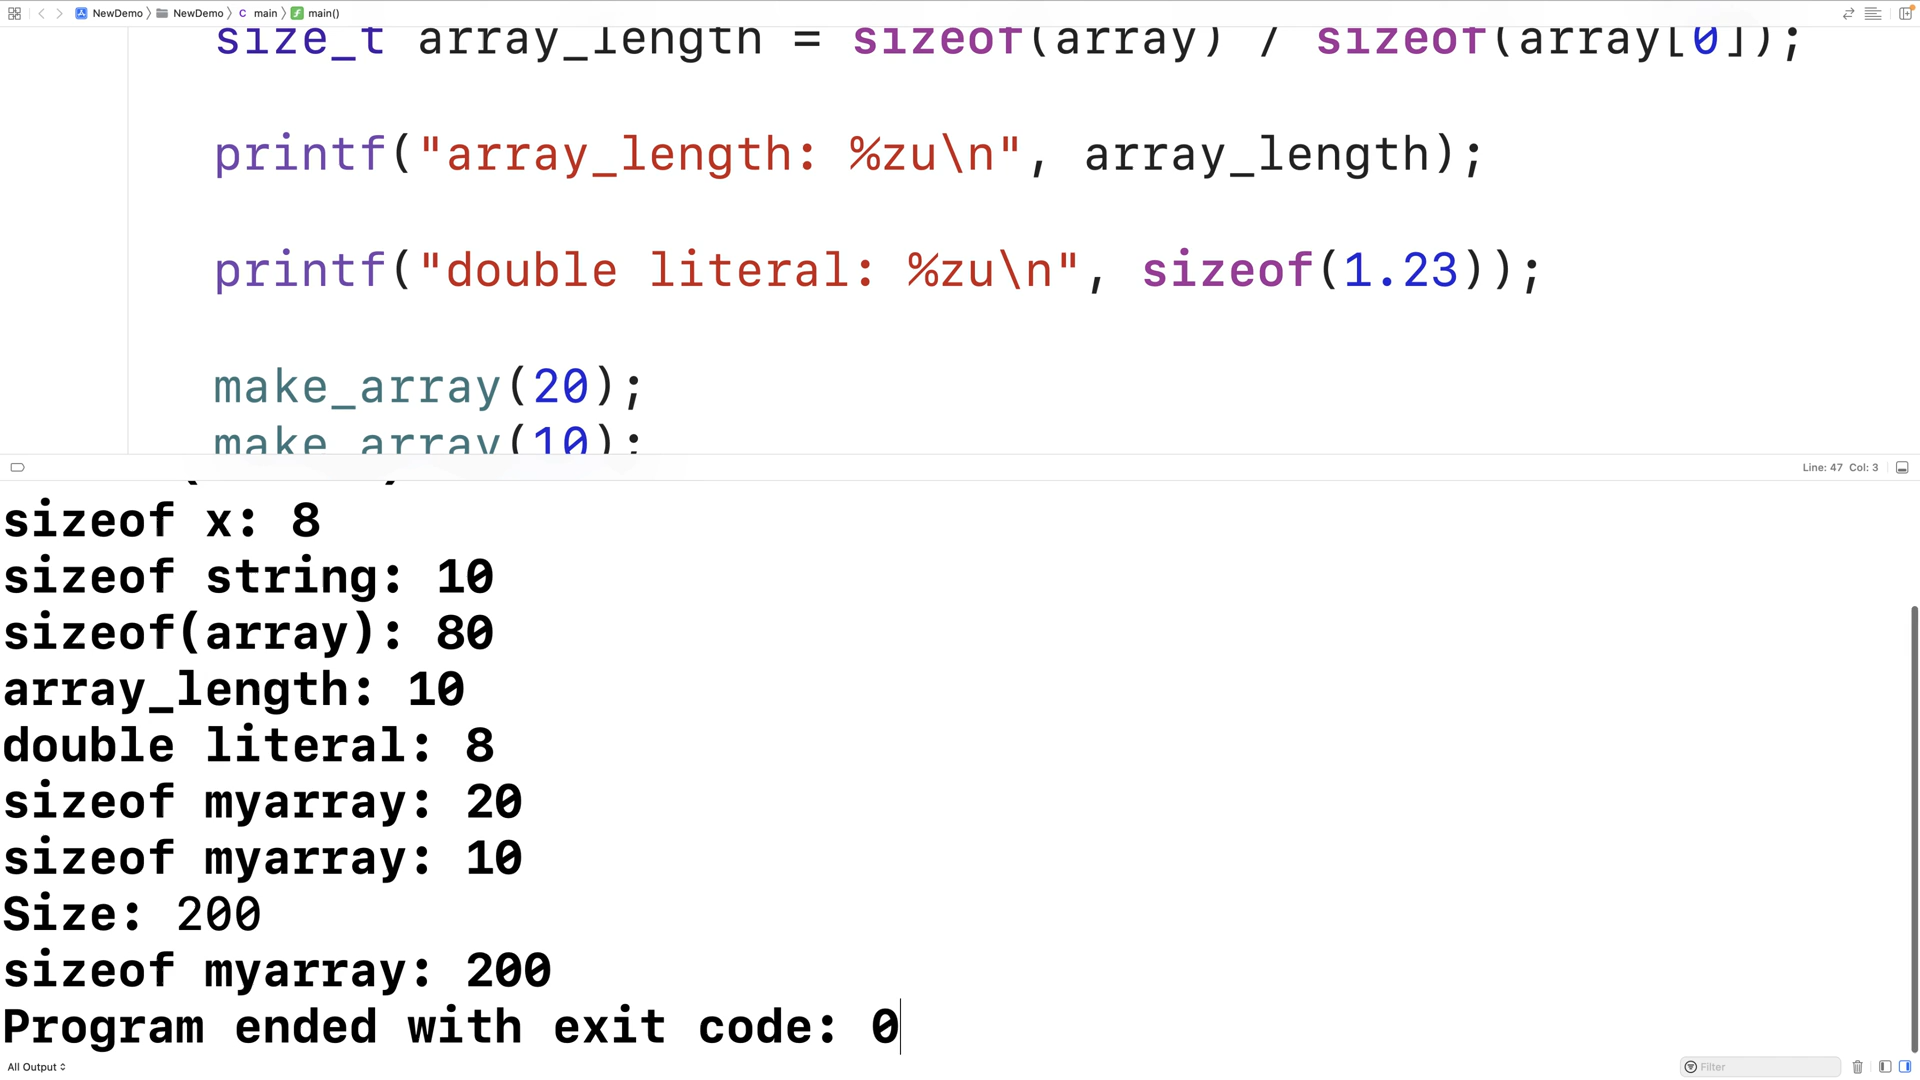 NewDemo NewDemo main main()
size_t array_length = sizeof(array) / sizeof(array[0]);
printf("array_length: %zu\n", array_length);
printf("double literal: %zu\n", sizeof(1.23));
make_array(20);
make_array(10);
Line: 47 Col: 3
sizeof x: 8
sizeof string: 10
sizeof(array): 80
array_length: 10
double literal: 8
sizeof myarray: 20
sizeof myarray: 10
Size: 200
sizeof myarray: 200
Program ended with exit code: 0
All Output
Filter